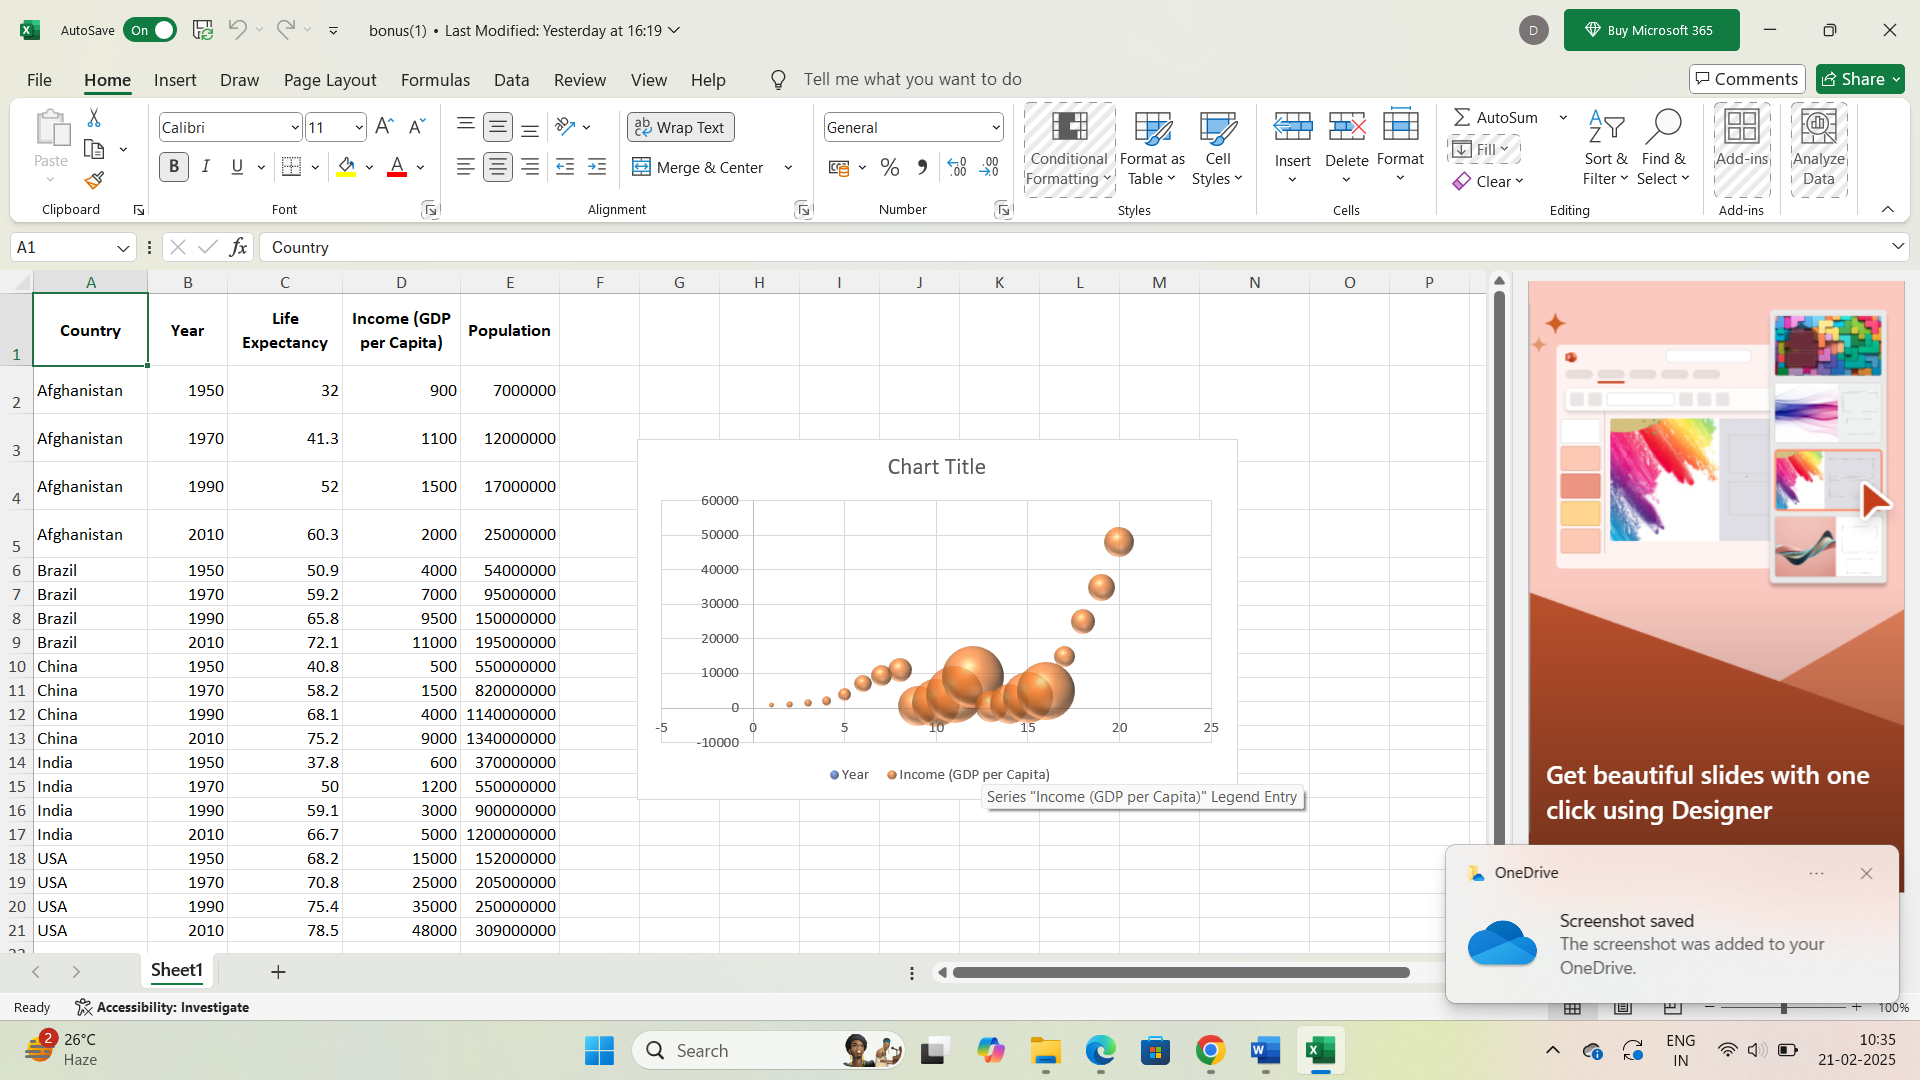 AutoSave On bonus(1) • Last Modified: Yesterday at 16:19 D Buy Microsoft 365
File Home Insert Draw Page Layout Formulas Data Review View Help Tell me what you want to do Comments Share
Paste Calibri 11 Wrap Text General Conditional Formatting Format as Table Cell Styles Insert Delete Format AutoSum Fill Clear Sort & Filter Find & Select Add-ins Analyze Data
B I U A Merge & Center % 9
Clipboard Font Alignment Number Styles Cells Editing Add-ins
A1 fx Country
A B C D E F G H I J K L M N O P
1 Country Year Life Expectancy Income (GDP per Capita) Population
2 Afghanistan 1950 32 900 7000000
3 Afghanistan 1970 41.3 1100 12000000
4 Afghanistan 1990 52 1500 17000000
5 Afghanistan 2010 60.3 2000 25000000
6 Brazil 1950 50.9 4000 54000000
7 Brazil 1970 59.2 7000 95000000
8 Brazil 1990 65.8 9500 150000000
9 Brazil 2010 72.1 11000 195000000
10 China 1950 40.8 500 550000000
11 China 1970 58.2 1500 820000000
12 China 1990 68.1 4000 1140000000
13 China 2010 75.2 9000 1340000000
14 India 1950 37.8 600 370000000
15 India 1970 50 1200 550000000
16 India 1990 59.1 3000 900000000
17 India 2010 66.7 5000 1200000000
18 USA 1950 68.2 15000 152000000
19 USA 1970 70.8 25000 205000000
20 USA 1990 75.4 35000 250000000
21 USA 2010 78.5 48000 309000000
Chart Title
60000
50000
40000
30000
20000
10000
0
-5 0 5 10 15 20 25
-10000
Year Income (GDP per Capita)
Series "Income (GDP per Capita)" Legend Entry
Get beautiful slides with one
click using Designer
OneDrive
Screenshot saved
The screenshot was added to your
OneDrive.
Sheet1
Ready Accessibility: Investigate 100%
2 26°C
Haze
Search
ENG
IN
10:35
21-02-2025